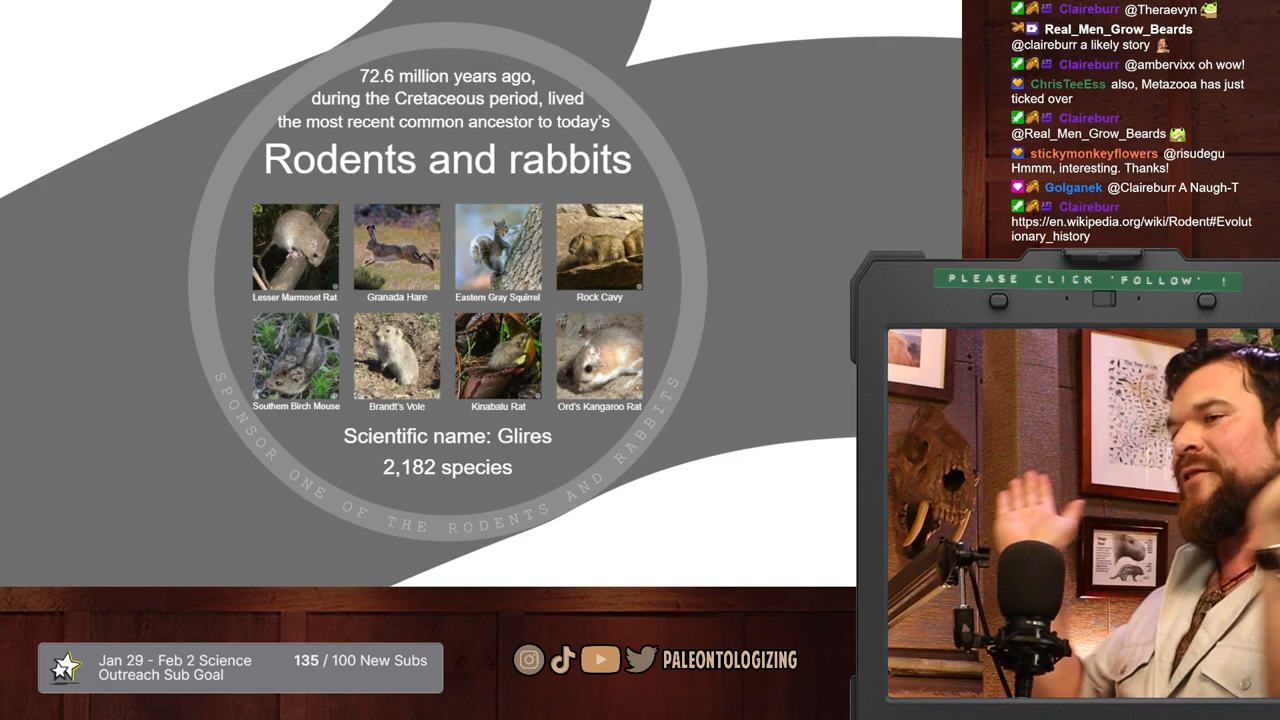 72.6 million years ago,
during the Cretaceous period, lived
the most recent common ancestor to today's
Rodents and rabbits
Lesser Marmoset Rat
Granada Hare
Eastern Gray Squirrel
Rock Cavy
Southern Birch Mouse
Brandt's Vole
Kinabalu Rat
Ord's Kangaroo Rat
Scientific name: Glires
2,182 species
SPONSOR ONE OF THE RODENTS AND RABBITS
Claireburr @Theraevyn
Real_Men_Grow_Beards
@claireburr a likely story
Claireburr @ambervixx oh wow!
ChrisTeeEss also, Metazooa has just
ticked over
Claireburr
@Real_Men_Grow_Beards
stickymonkeyflowers @risudegu
Hmmm, interesting. Thanks!
Golganek @Claireburr A Naugh-T
Claireburr
https://en.wikipedia.org/wiki/Rodent#Evolut
ionary_history
PLEASE CLICK 'FOLLOW' !
The Tree of Life
Jan 29 - Feb 2 Science
Outreach Sub Goal
135 / 100 New Subs
PALEONTOLOGIZING